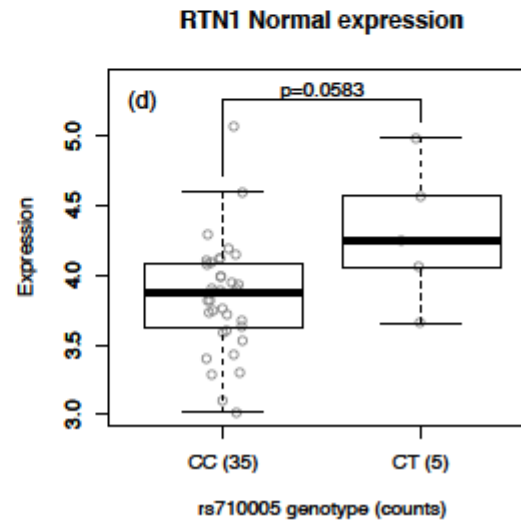 RTN1 Normal expression
(d)
p=0.0583
Expression
5.0
4.5
4.0
3.5
3.0
CC (35)
CT (5)
rs710005 genotype (counts)